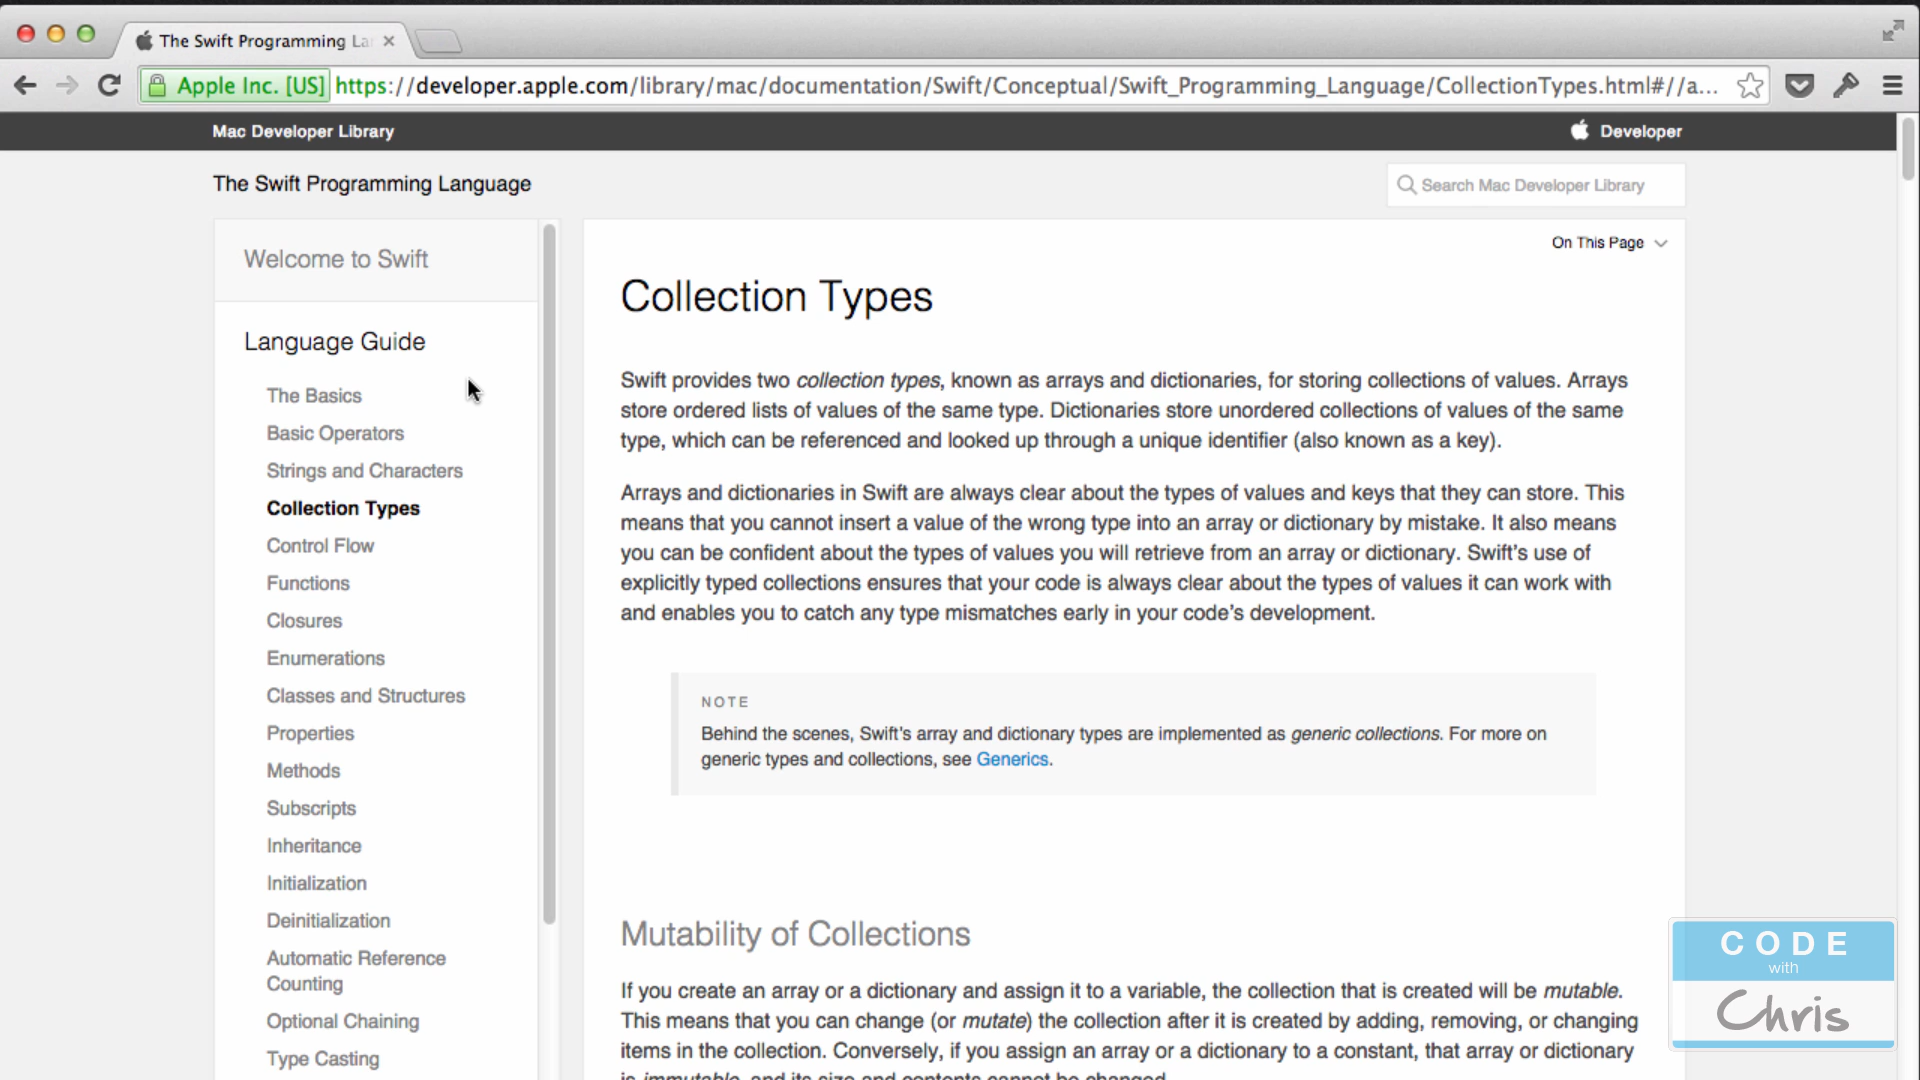 The Swift Programming La
Apple Inc. [US] https://developer.apple.com/library/mac/documentation/Swift/Conceptual/Swift_Programming_Language/CollectionTypes.html#//a...
Mac Developer Library
Developer
The Swift Programming Language
Search Mac Developer Library
Welcome to Swift
Language Guide
The Basics
Basic Operators
Strings and Characters
Collection Types
Control Flow
Functions
Closures
Enumerations
Classes and Structures
Properties
Methods
Subscripts
Inheritance
Initialization
Deinitialization
Automatic Reference
Counting
Optional Chaining
Type Casting
On This Page
Collection Types
Swift provides two collection types, known as arrays and dictionaries, for storing collections of values. Arrays
store ordered lists of values of the same type. Dictionaries store unordered collections of values of the same
type, which can be referenced and looked up through a unique identifier (also known as a key).
Arrays and dictionaries in Swift are always clear about the types of values and keys that they can store. This
means that you cannot insert a value of the wrong type into an array or dictionary by mistake. It also means
you can be confident about the types of values you will retrieve from an array or dictionary. Swift’s use of
explicitly typed collections ensures that your code is always clear about the types of values it can work with
and enables you to catch any type mismatches early in your code’s development.
NOTE
Behind the scenes, Swift’s array and dictionary types are implemented as generic collections. For more on
generic types and collections, see Generics.
Mutability of Collections
If you create an array or a dictionary and assign it to a variable, the collection that is created will be mutable.
This means that you can change (or mutate) the collection after it is created by adding, removing, or changing
items in the collection. Conversely, if you assign an array or a dictionary to a constant, that array or dictionary
is immutable, and its size and contents cannot be changed.
CODE
with
Chris